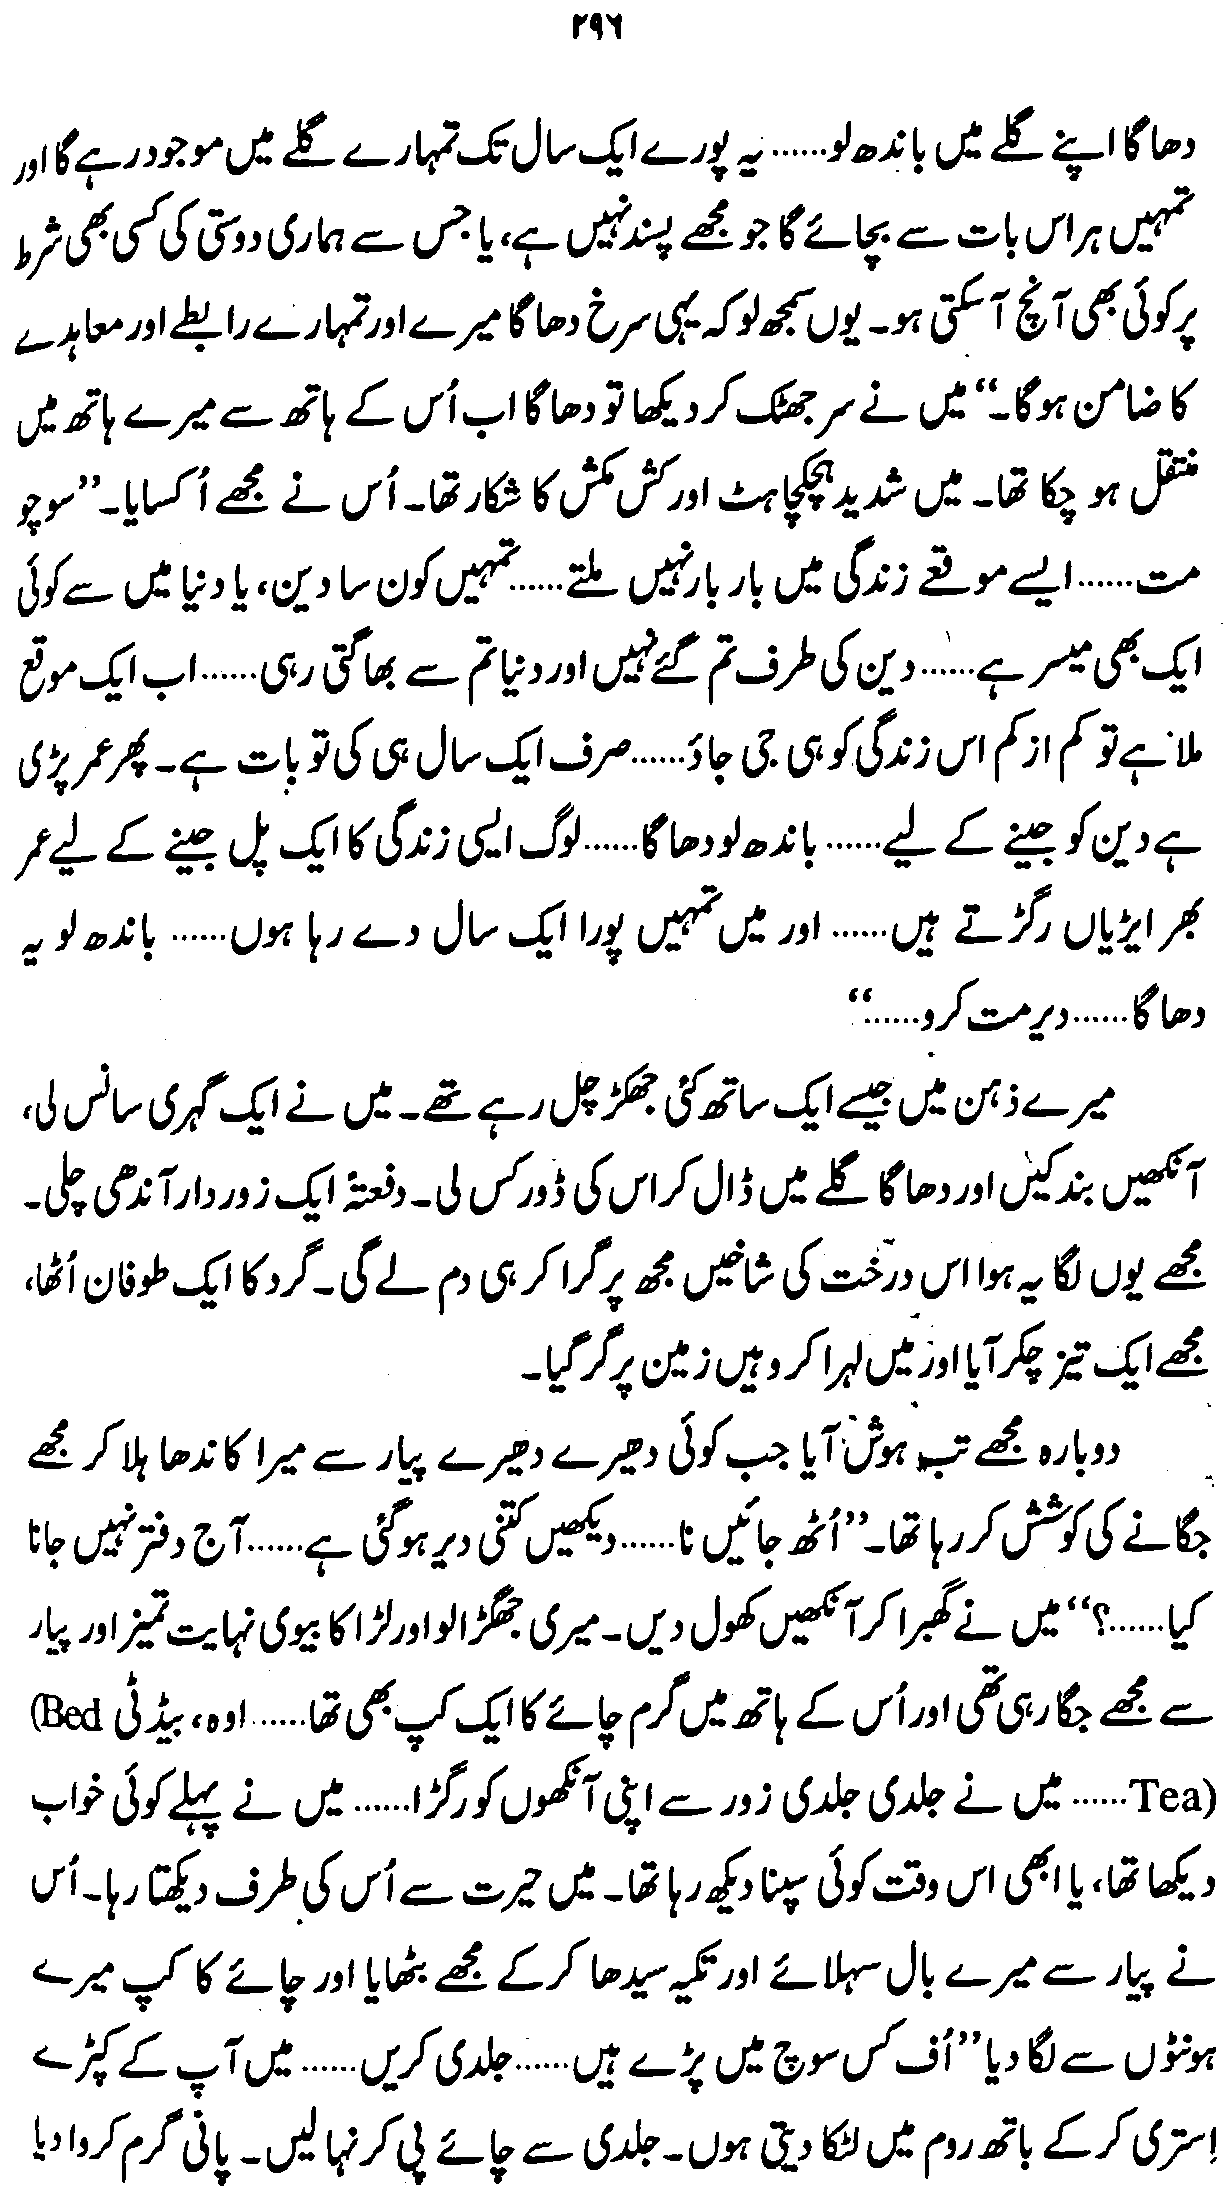 ۲۹۶
دھاگا اپنے گلے میں باندھ لو...... یہ پورے ایک سال تک تمہارے گلے میں موجود رہے گا اور
تمہیں ہر اس بات سے بچائے گا جو مجھے پسند نہیں ہے، یا جس سے ہماری دوستی کی کسی بھی شرط
پر کوئی بھی آنچ آ سکتی ہو۔ یوں سمجھ لو کہ یہی سرخ دھاگا میرے اور تمہارے رابطے اور معاہدے
کا ضامن ہو گا۔“ میں نے سر جھٹک کر دیکھا تو دھاگا اب اُس کے ہاتھ سے میرے ہاتھ میں
منتقل ہو چکا تھا۔ میں شدید ہچکچاہٹ اور کش مکش کا شکار تھا۔ اُس نے مجھے اُکسایا۔ ”سوچو
مت...... ایسے موقعے زندگی میں بار بار نہیں ملتے...... تمہیں کون سا دین، یا دنیا میں سے کوئی
ایک بھی میسر ہے...... دین کی طرف تم گئے نہیں اور دنیا تم سے بھاگتی رہی...... اب ایک موقع
ملا ہے تو کم از کم اس زندگی کو ہی جی جاؤ...... صرف ایک سال ہی کی تو بات ہے۔ پھر عمر پڑی
ہے دین کو جینے کے لیے...... باندھ لو دھاگا...... لوگ ایسی زندگی کا ایک پل جینے کے لیے عمر
بھر ایڑیاں رگڑتے ہیں...... اور میں تمہیں پورا ایک سال دے رہا ہوں...... باندھ لو یہ
دھاگا...... دیر مت کرو......“
میرے ذہن میں جیسے ایک ساتھ کئی جھکڑ چل رہے تھے۔ میں نے ایک گہری سانس لی،
آنکھیں بند کیں اور دھاگا گلے میں ڈال کر اس کی ڈور کس لی۔ دفعتۂ ایک زور دار آندھی چلی۔
مجھے یوں لگا یہ ہوا اس درخت کی شاخیں مجھ پر گرا کر ہی دم لے گی۔ گرد کا ایک طوفان اُٹھا،
مجھے ایک تیز چکر آیا اور میں لہرا کر وہیں زمین پر گر گیا۔
دوبارہ مجھے تب ہوش آیا جب کوئی دھیرے دھیرے پیار سے میرا کاندھا ہلا کر مجھے
جگانے کی کوشش کر رہا تھا۔ ”اُٹھ جائیں نا...... دیکھیں کتنی دیر ہو گئی ہے...... آج دفتر نہیں جانا
کیا......؟“ میں نے گھبرا کر آنکھیں کھول دیں۔ میری جھگڑالو اور لڑاکا بیوی نہایت تمیز اور پیار
سے مجھے جگا رہی تھی اور اُس کے ہاتھ میں گرم چائے کا ایک کپ بھی تھا...... اوہ، بیڈ ٹی (Bed
Tea)...... میں نے جلدی جلدی زور سے اپنی آنکھوں کو رگڑا...... میں نے پہلے کوئی خواب
دیکھا تھا، یا ابھی اس وقت کوئی سپنا دیکھ رہا تھا۔ میں حیرت سے اُس کی طرف دیکھتا رہا۔ اُس
نے پیار سے میرے بال سہلائے اور تکیہ سیدھا کر کے مجھے بٹھایا اور چائے کا کپ میرے
ہونٹوں سے لگا دیا ”اُف کس سوچ میں پڑے ہیں...... جلدی کریں...... میں آپ کے کپڑے
اِستری کر کے باتھ روم میں لٹکا دیتی ہوں۔ جلدی سے چائے پی کر نہا لیں۔ پانی گرم کروا دیا